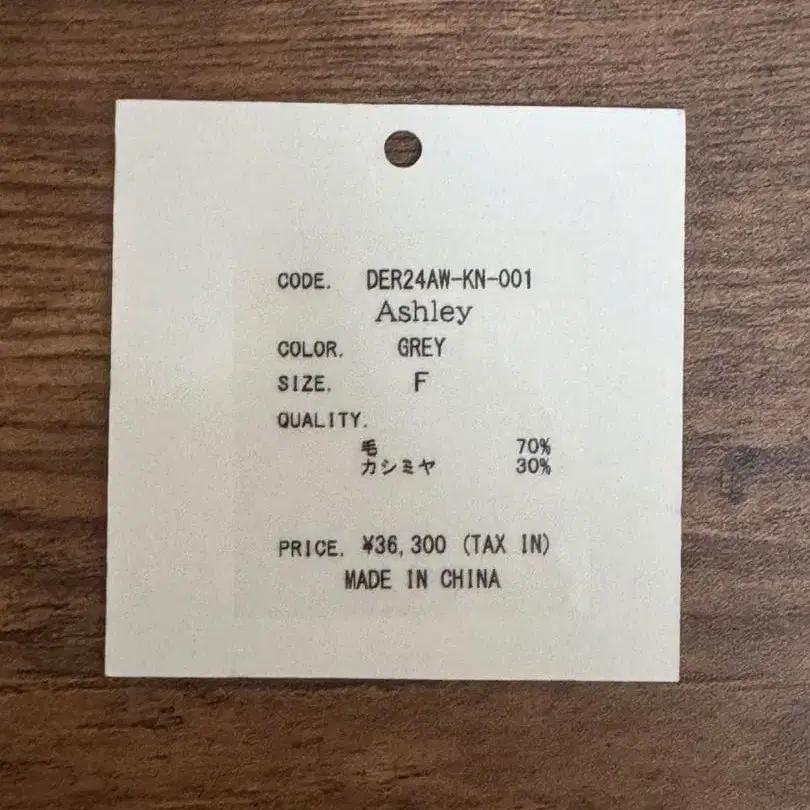 CODE. DER24AW-KN-001
Ashley
COLOR. GREY
SIZE. F
QUALITY.
毛 70%
カシミヤ 30%
PRICE. ¥36,300 (TAX IN)
MADE IN CHINA